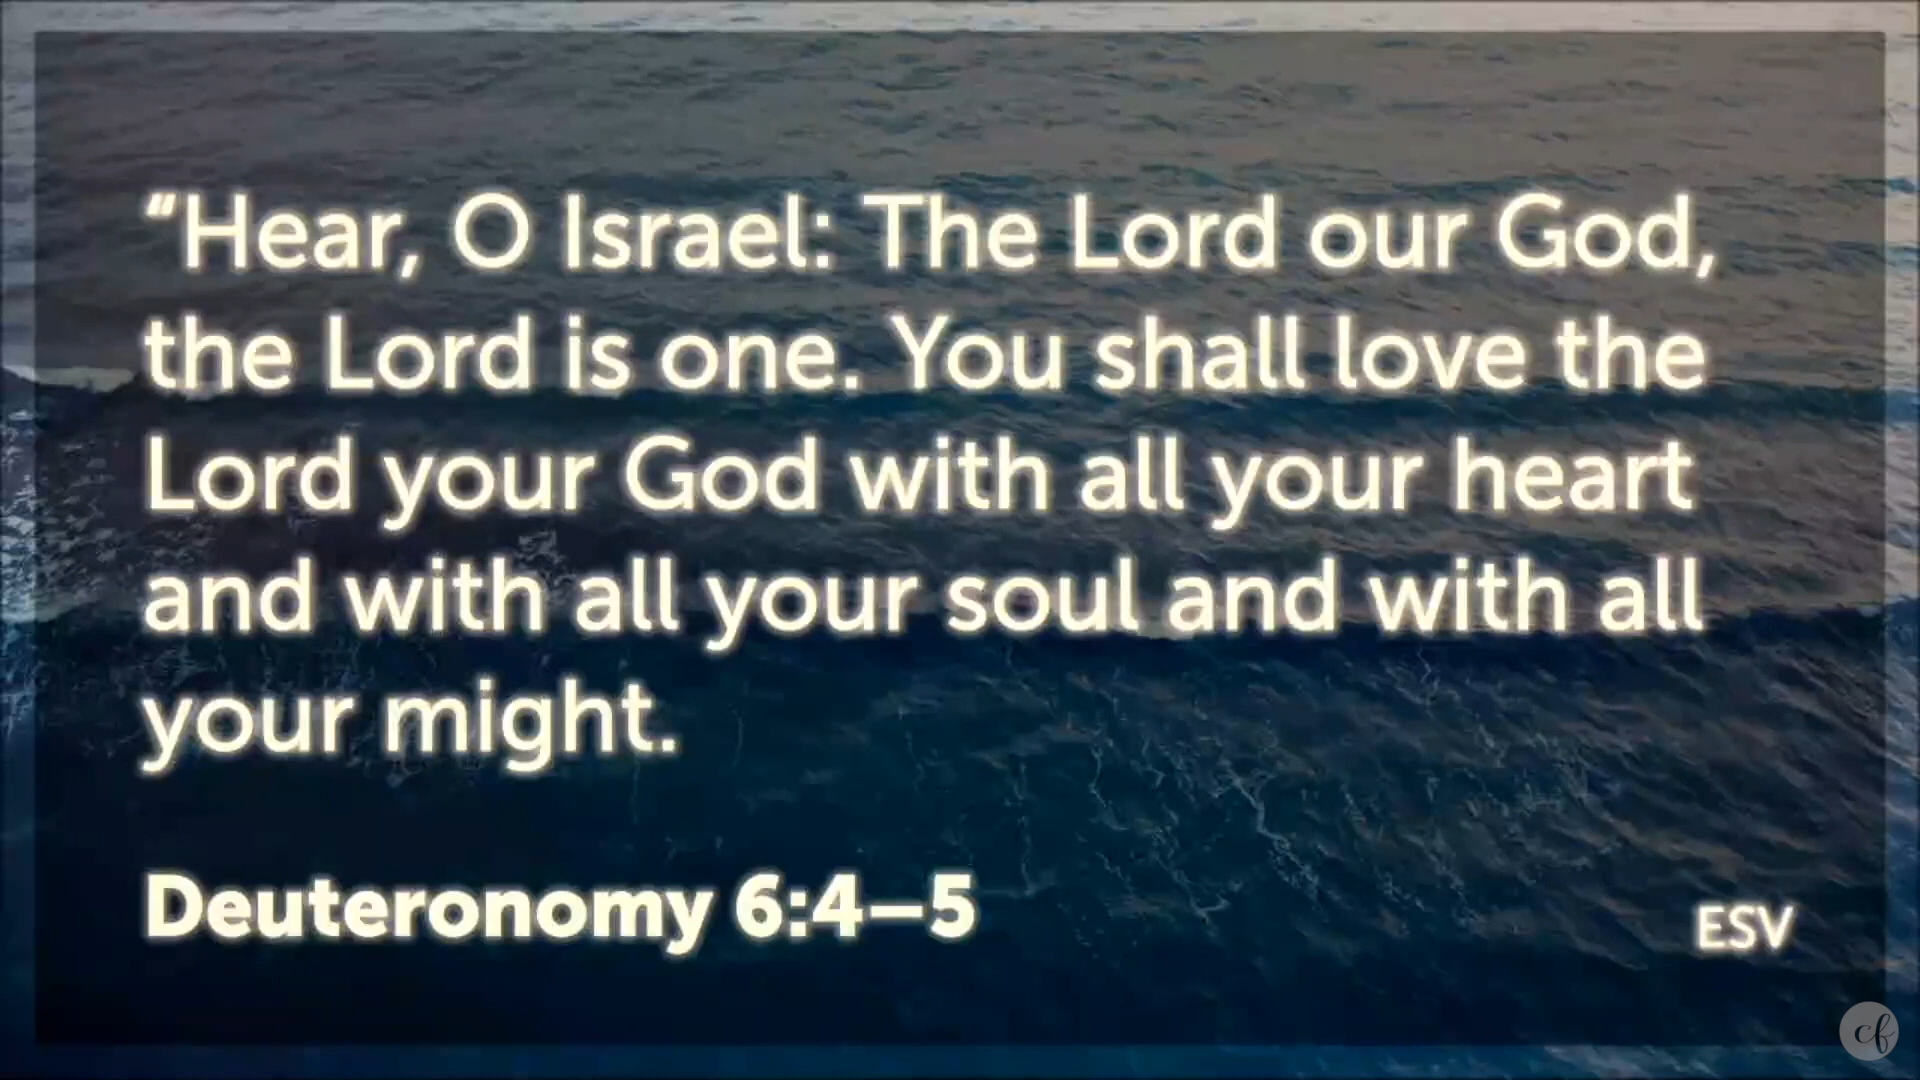 “Hear, O Israel: The Lord our God,
the Lord is one. You shall love the
Lord your God with all your heart
and with all your soul and with all
your might.
Deuteronomy 6:4–5
ESV
cf